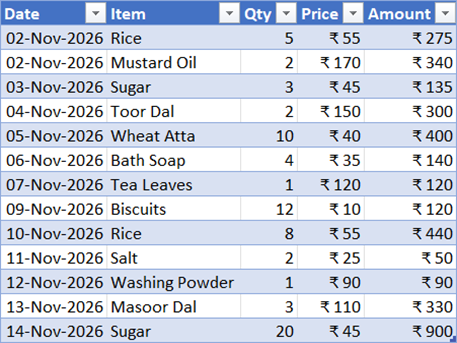 Date Item Qty Price Amount
02-Nov-2026 Rice 5 ₹ 55 ₹ 275
02-Nov-2026 Mustard Oil 2 ₹ 170 ₹ 340
03-Nov-2026 Sugar 3 ₹ 45 ₹ 135
04-Nov-2026 Toor Dal 2 ₹ 150 ₹ 300
05-Nov-2026 Wheat Atta 10 ₹ 40 ₹ 400
06-Nov-2026 Bath Soap 4 ₹ 35 ₹ 140
07-Nov-2026 Tea Leaves 1 ₹ 120 ₹ 120
09-Nov-2026 Biscuits 12 ₹ 10 ₹ 120
10-Nov-2026 Rice 8 ₹ 55 ₹ 440
11-Nov-2026 Salt 2 ₹ 25 ₹ 50
12-Nov-2026 Washing Powder 1 ₹ 90 ₹ 90
13-Nov-2026 Masoor Dal 3 ₹ 110 ₹ 330
14-Nov-2026 Sugar 20 ₹ 45 ₹ 900